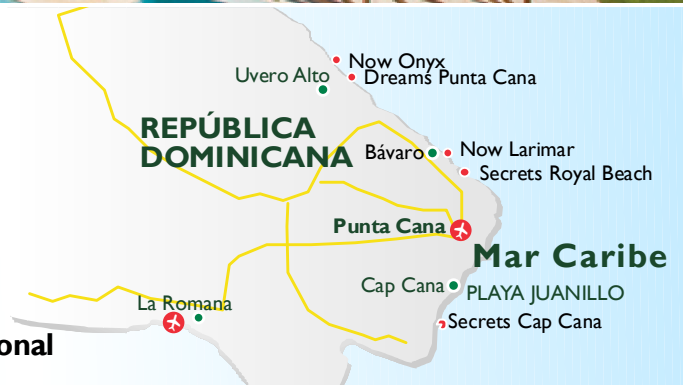 Now Onyx
Uvero Alto
Dreams Punta Cana
REPÚBLICA
DOMINICANA
Bávaro
Now Larimar
Secrets Royal Beach
Punta Cana
Mar Caribe
Cap Cana
PLAYA JUANILLO
La Romana
Secrets Cap Cana
onal